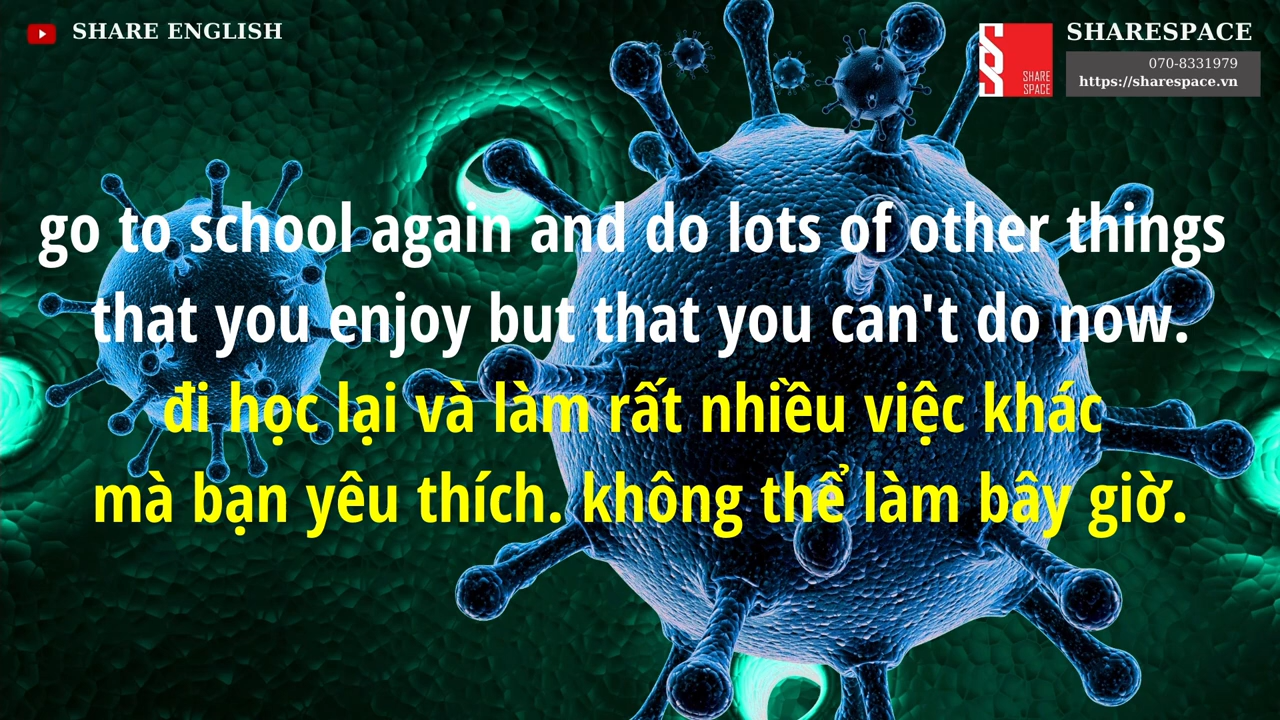 SHARE ENGLISH
SHARESPACE
070-8331979
https://sharespace.vn
SHARE
SPACE
go to school again and do lots of other things
that you enjoy but that you can't do now.
đi học lại và làm rất nhiều việc khác
mà bạn yêu thích. không thể làm bây giờ.